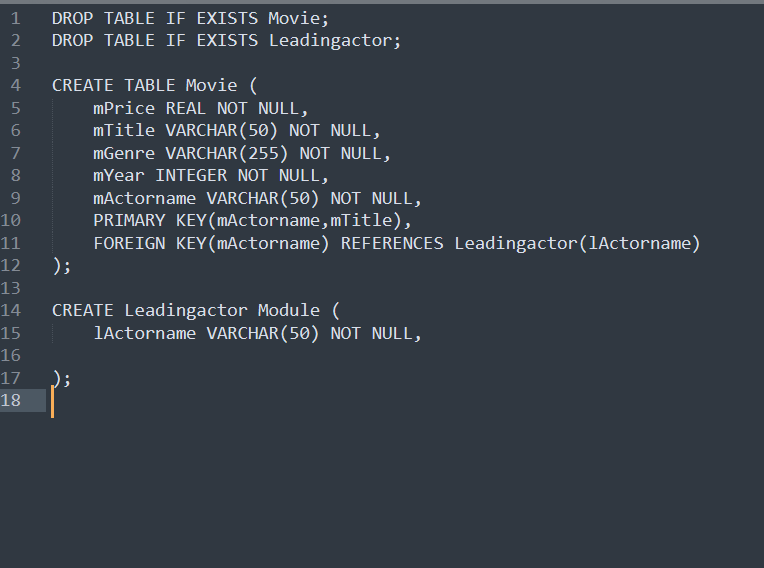 1 DROP TABLE IF EXISTS Movie;
2 DROP TABLE IF EXISTS Leadingactor;
3
4 CREATE TABLE Movie (
5     mPrice REAL NOT NULL,
6     mTitle VARCHAR(50) NOT NULL,
7     mGenre VARCHAR(255) NOT NULL,
8     mYear INTEGER NOT NULL,
9     mActorname VARCHAR(50) NOT NULL,
10     PRIMARY KEY(mActorname,mTitle),
11     FOREIGN KEY(mActorname) REFERENCES Leadingactor(lActorname)
12 );
13
14 CREATE Leadingactor Module (
15     lActorname VARCHAR(50) NOT NULL,
16
17 );
18